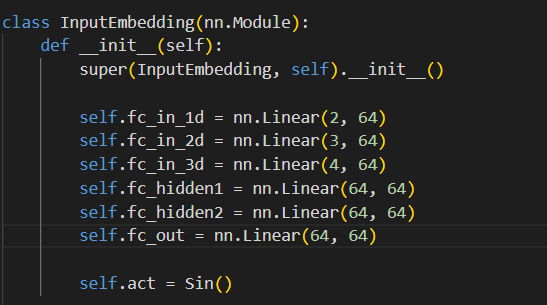 class InputEmbedding(nn.Module):
    def __init__(self):
        super(InputEmbedding, self).__init__()
        self.fc_in_1d = nn.Linear(2, 64)
        self.fc_in_2d = nn.Linear(3, 64)
        self.fc_in_3d = nn.Linear(4, 64)
        self.fc_hidden1 = nn.Linear(64, 64)
        self.fc_hidden2 = nn.Linear(64, 64)
        self.fc_out = nn.Linear(64, 64)
        self.act = Sin()